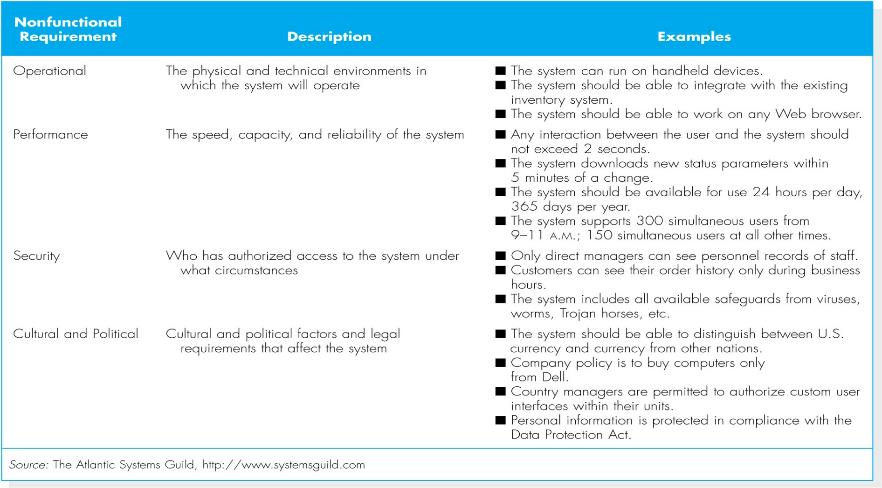 Nonfunctional
Requirement
Description
Examples
Operational
The physical and technical environments in
which the system will operate
■ The system can run on handheld devices.
■ The system should be able to integrate with the existing
inventory system.
■ The system should be able to work on any Web browser.
Performance
The speed, capacity, and reliability of the system
■ Any interaction between the user and the system should
not exceed 2 seconds.
■ The system downloads new status parameters within
5 minutes of a change.
■ The system should be available for use 24 hours per day,
365 days per year.
■ The system supports 300 simultaneous users from
9–11 A.M.; 150 simultaneous users at all other times.
Security
Who has authorized access to the system under
what circumstances
■ Only direct managers can see personnel records of staff.
■ Customers can see their order history only during business
hours.
■ The system includes all available safeguards from viruses,
worms, Trojan horses, etc.
Cultural and Political
Cultural and political factors and legal
requirements that affect the system
■ The system should be able to distinguish between U.S.
currency and currency from other nations.
■ Company policy is to buy computers only
from Dell.
■ Country managers are permitted to authorize custom user
interfaces within their units.
■ Personal information is protected in compliance with the
Data Protection Act.
Source: The Atlantic Systems Guild, http://www.systemsguild.com